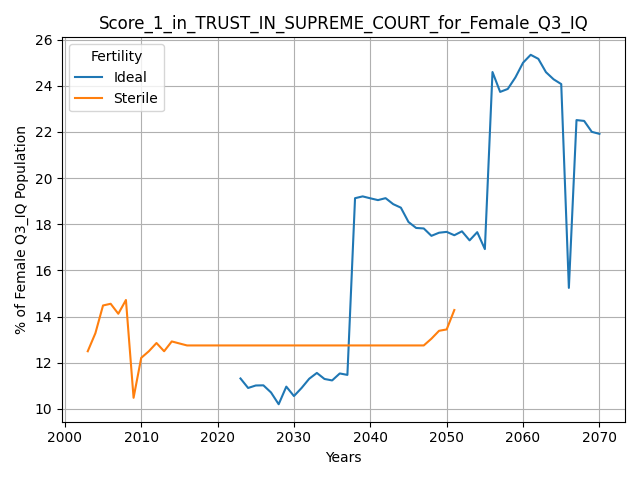 Score_1_in_TRUST_IN_SUPREME_COURT_for_Female_Q3_IQ
Fertility
Ideal
Sterile
% of Female Q3_IQ Population
26
24
22
20
18
16
14
12
10
2000 2010 2020 2030 2040 2050 2060 2070
Years